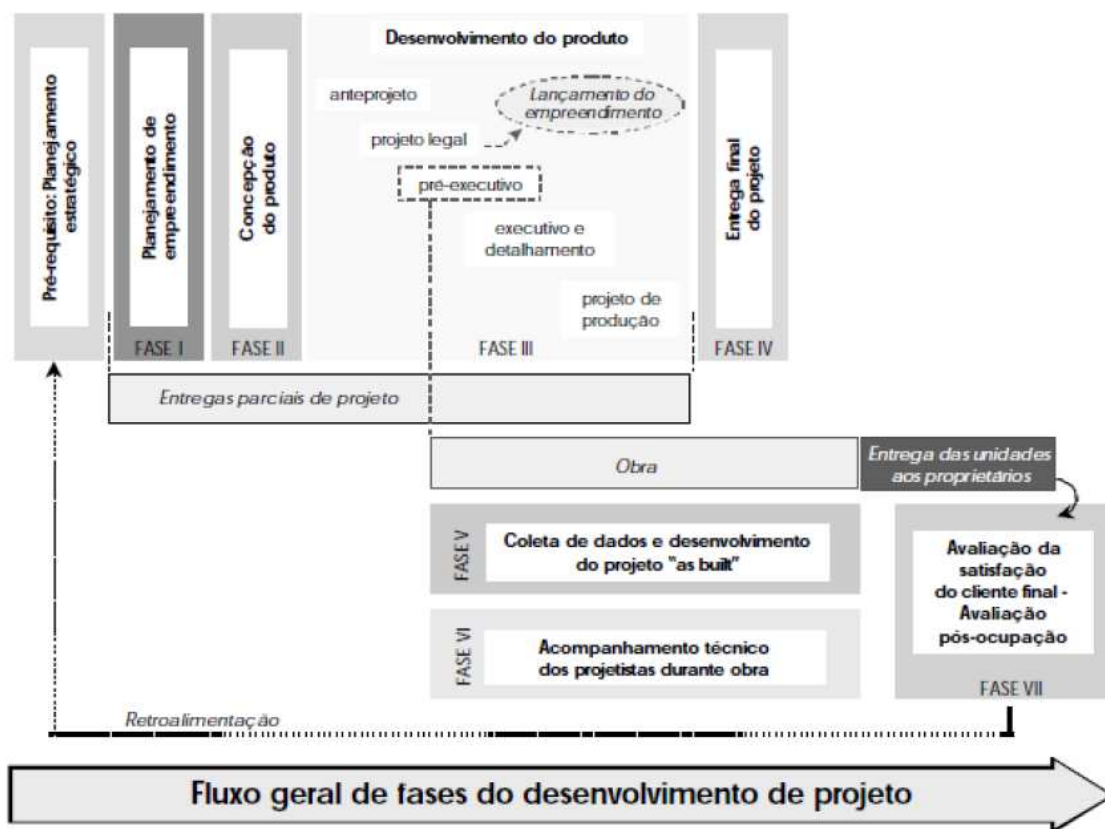 Pré-requisito: Planejamento
estratégico
Planejamento de
empreendimento
FASE I
Concepção
do produto
FASE II
Desenvolvimento do produto
anteprojeto
Lançamento do
empreendimento
projeto legal
pré-executivo
executivo e
detalhamento
projeto de
produção
FASE III
Entrega final
do projeto
FASE IV
Entregas parciais de projeto
Obra
Entrega das unidades
aos proprietários
FASE V
Coleta de dados e desenvolvimento
do projeto "as built"
FASE VI
Acompanhamento técnico
dos projetistas durante obra
Avaliação da
satisfação
do cliente final -
Avaliação
pós-ocupação
FASE VII
Retroalimentação
Fluxo geral de fases do desenvolvimento de projeto